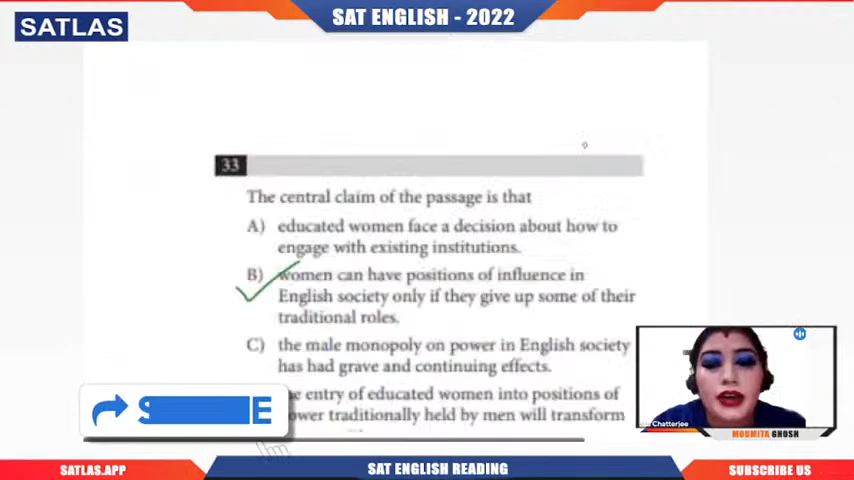 SATLAS
SAT ENGLISH - 2022
33
The central claim of the passage is that
A) educated women face a decision about how to
engage with existing institutions.
B) women can have positions of influence in
English society only if they give up some of their
traditional roles.
C) the male monopoly on power in English society
has had grave and continuing effects.
entry of educated women into positions of
traditionally held by men will transform
Chatterjee
MOUMITA GHOSH
SATLAS.APP
SAT ENGLISH READING
SUBSCRIBE US